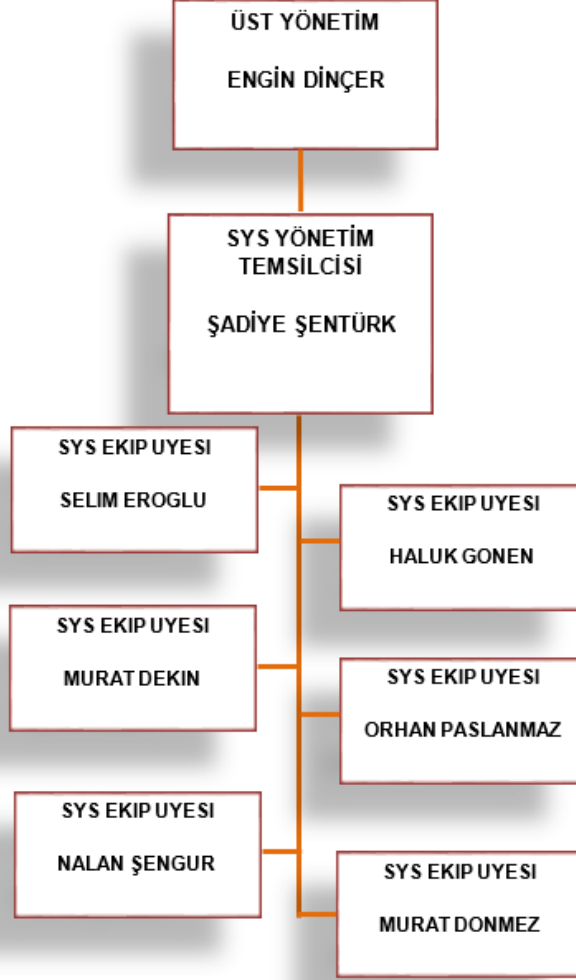 ÜST YÖNETİM
ENGİN DİNÇER
SYS YÖNETİM
TEMSİLCİSİ
ŞADİYE ŞENTÜRK
SYS EKIP UYESI
SELIM EROGLU
SYS EKIP UYESI
HALUK GONEN
SYS EKIP UYESI
MURAT DEKIN
SYS EKIP UYESI
ORHAN PASLANMAZ
SYS EKIP UYESI
NALAN ŞENGUR
SYS EKIP UYESI
MURAT DONMEZ